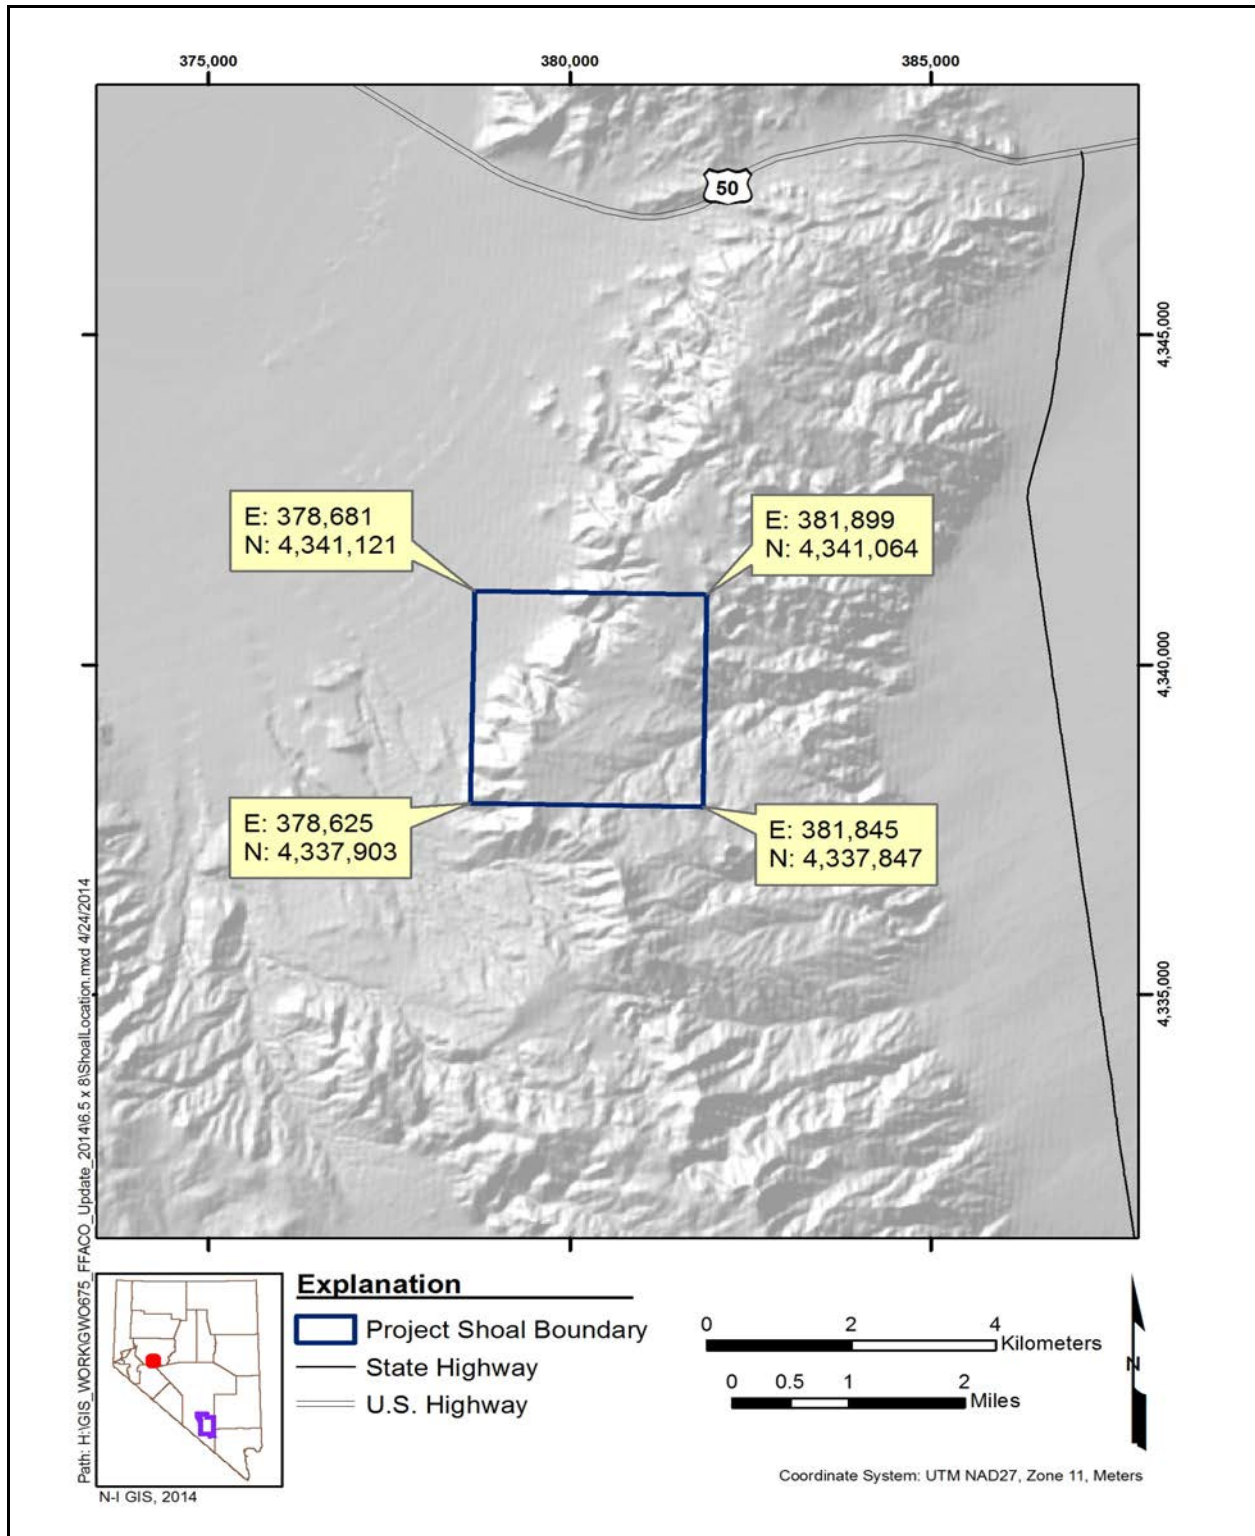 375,000
380,000
385,000
50
4,345,000
E: 378,681
N: 4,341,121
E: 381,899
N: 4,341,064
4,340,000
E: 378,625
N: 4,337,903
E: 381,845
N: 4,337,847
4,335,000
Path: H:\GIS_WORK\GWO675_FFACO_Update_2014\6.5 x 8\ShoalLocation.mxd 4/24/2014
Explanation
Project Shoal Boundary
State Highway
U.S. Highway
0 2 4
Kilometers
0 0.5 1 2
Miles
N
Coordinate System: UTM NAD27, Zone 11, Meters
N-I GIS, 2014